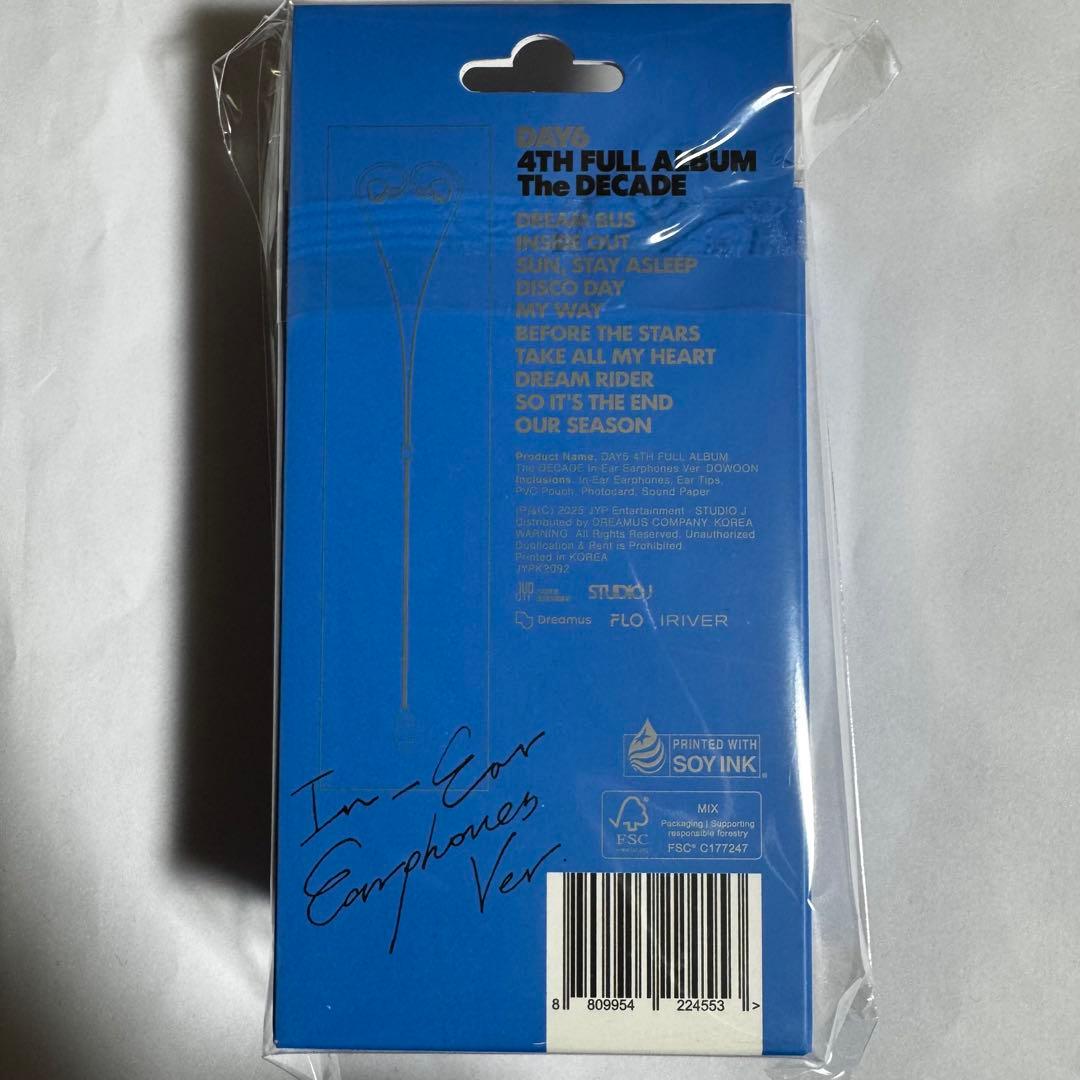 DAY6
4TH FULL ALBUM
The DECADE
DREAM BUS
INSIDE OUT
SUN, STAY ASLEEP
DISCO DAY
MY WAY
BEFORE THE STARS
TAKE ALL MY HEART
DREAM RIDER
SO IT'S THE END
OUR SEASON
Product Name. DAY6 4TH FULL ALBUM
The DECADE In-Ear Earphones Ver. DOWOON
Inclusions. In-Ear Earphones, Ear Tips,
PVC Pouch, Photocard, Sound Paper
(P)&(C) 2025 JYP Entertainment · STUDIO J
Distributed by DREAMUS COMPANY. KOREA
WARNING. All Rights Reserved. Unauthorized
Duplication & Rent is Prohibited.
Printed in KOREA
JYPK2092
JYP STUDIO J
Dreamus FLO IRIVER
In-Ear
Earphones
Ver.
PRINTED WITH
SOY INK
FSC
MIX
Packaging | Supporting
responsible forestry
FSC® C177247
8 809954 224553 >